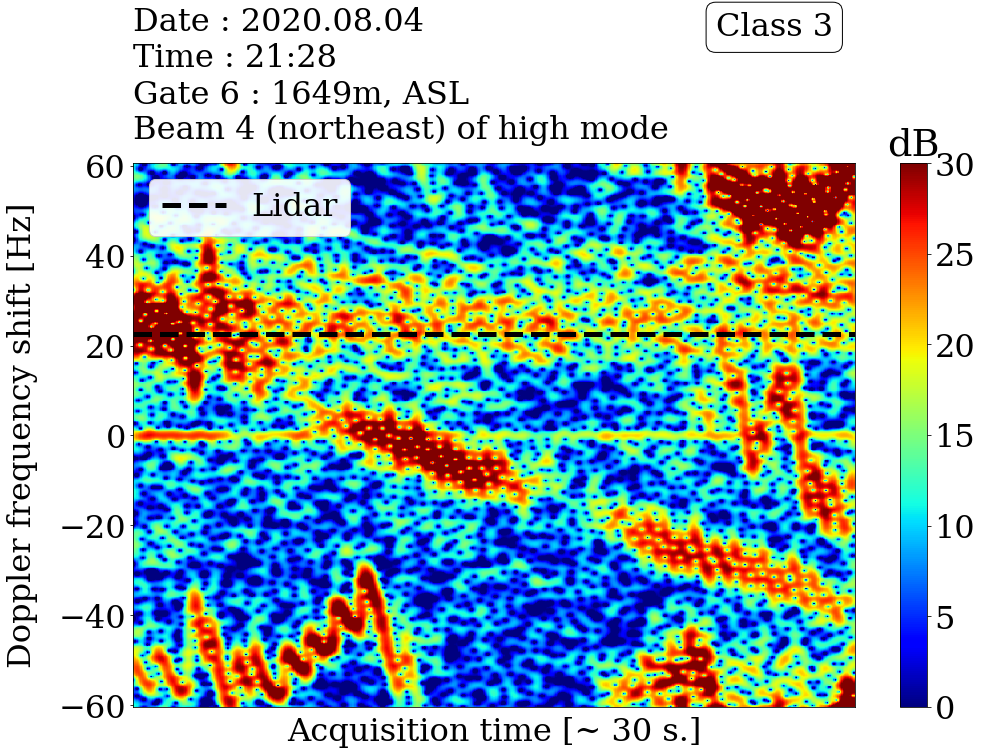 Date : 2020.08.04
Time : 21:28
Gate 6 : 1649m, ASL
Beam 4 (northeast) of high mode
Class 3
dB
Lidar
Doppler frequency shift [Hz]
60
40
20
0
−20
−40
−60
30
25
20
15
10
5
0
Acquisition time [~ 30 s.]